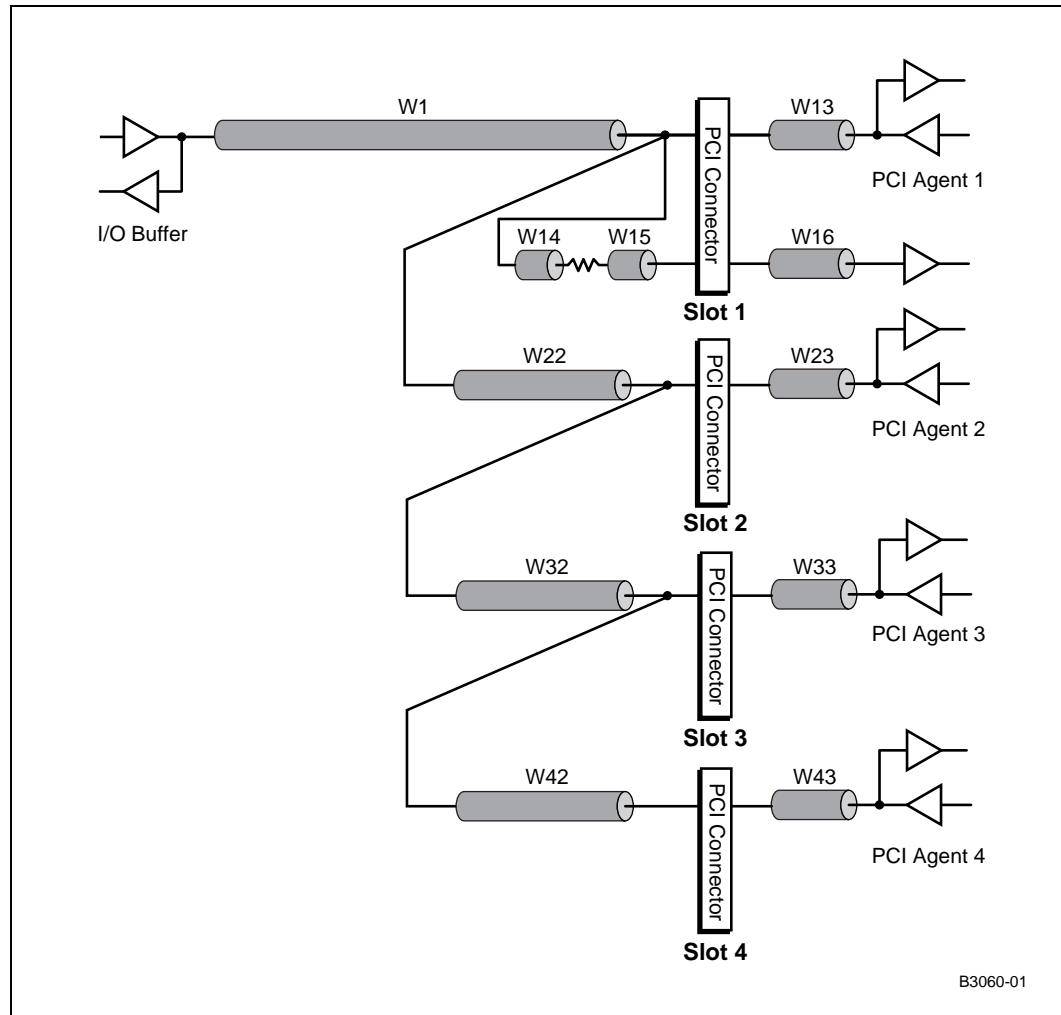 W1
W13
PCI Connector
PCI Agent 1
I/O Buffer
W14
W15
W16
Slot 1
W22
PCI Connector
W23
PCI Agent 2
Slot 2
W32
PCI Connector
W33
PCI Agent 3
Slot 3
W42
PCI Connector
W43
PCI Agent 4
Slot 4
B3060-01